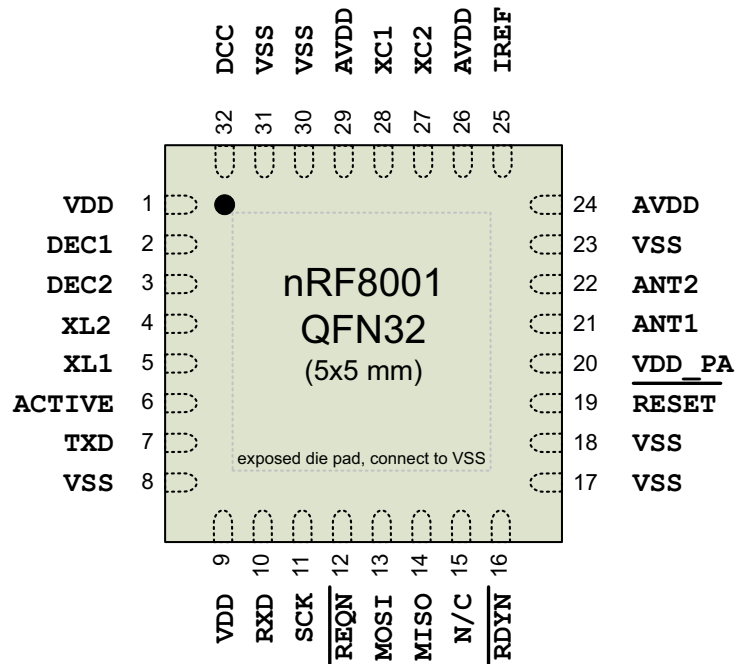 DCC VSS VSS AVDD XC1 XC2 AVDD IREF
32 31 30 29 28 27 26 25
VDD 1
DEC1 2
DEC2 3
XL2 4
XL1 5
ACTIVE 6
TXD 7
VSS 8
nRF8001
QFN32
(5x5 mm)
exposed die pad, connect to VSS
24 AVDD
23 VSS
22 ANT2
21 ANT1
20 VDD_PA
19 RESET
18 VSS
17 VSS
9 10 11 12 13 14 15 16
VDD RXD SCK REQN MOSI MISO N/C RDYN